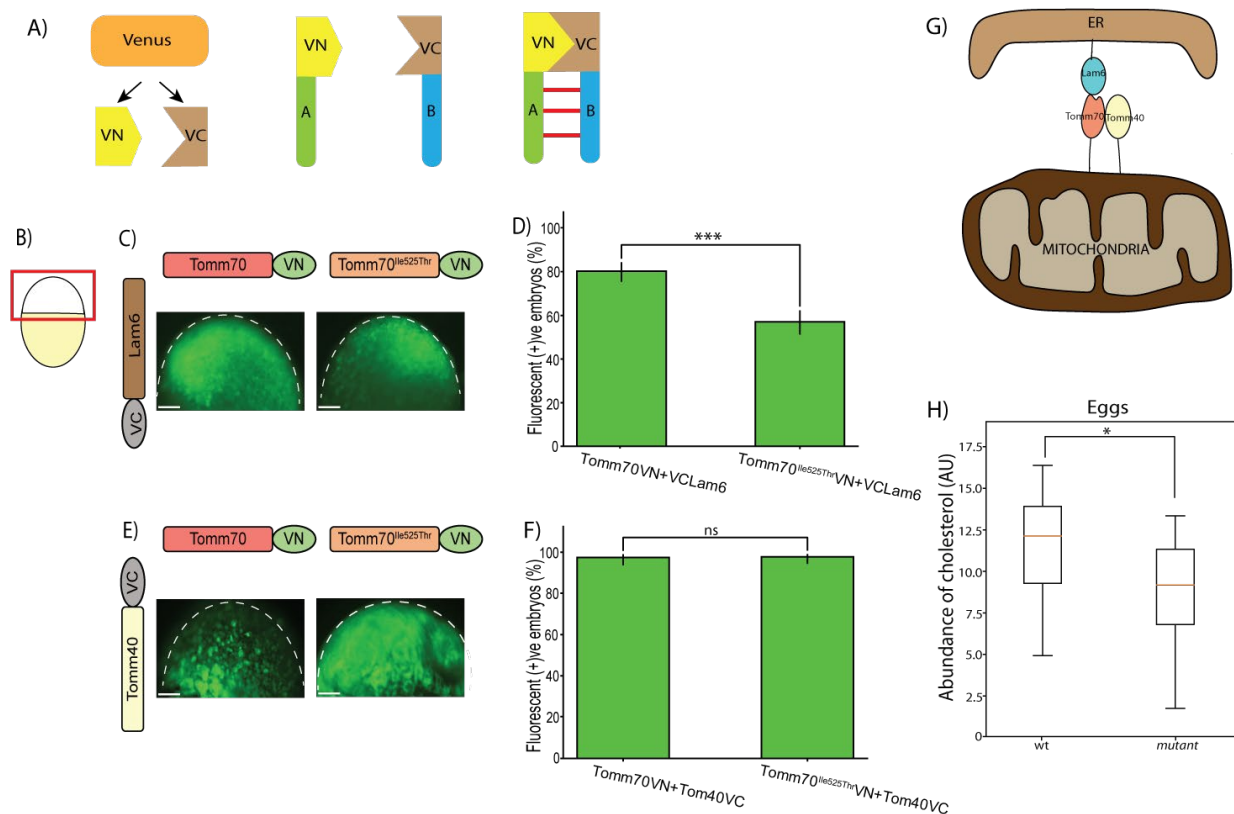 A)
Venus
VN
VC
VN
A
VC
B
VN
VC
A
B
B)
C)
Tomm70
VN
Tomm70Ile525Thr
VN
Lam6
VC
D)
Fluorescent (+)ve embryos (%)
100
80
60
40
20
0
***
Tomm70VN+VCLam6
Tomm70Ile525ThrVN+VCLam6
E)
Tomm70
VN
Tomm70Ile525Thr
VN
VC
Tomm40
F)
Fluorescent (+)ve embryos (%)
100
80
60
40
20
0
ns
Tomm70VN+Tom40VC
Tomm70Ile525ThrVN+Tom40VC
G)
ER
Lam6
Tomm70
Tomm40
MITOCHONDRIA
H)
Eggs
Abundance of cholesterol (AU)
17.5
15.0
12.5
10.0
7.5
5.0
2.5
0
*
wt
mutant